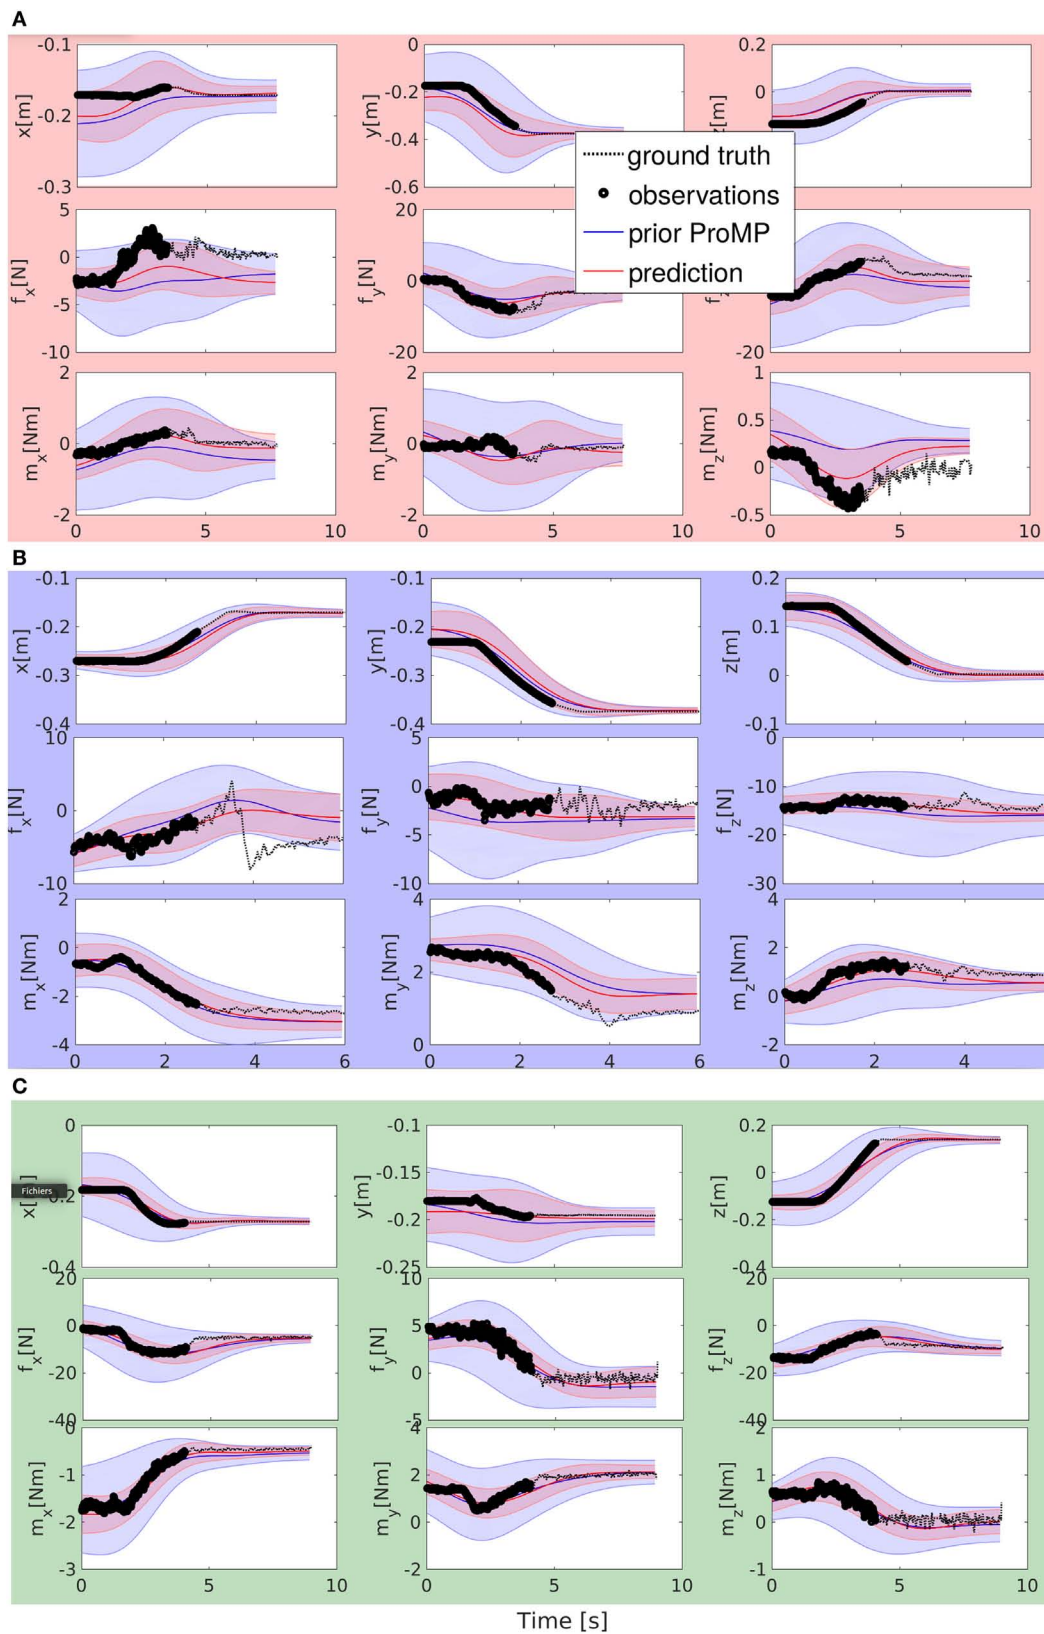 A
-0.1 0 0.2
x[m] y[m] z[m]
-0.2 -0.2 0
-0.4
-0.3 -0.6
ground truth
observations
prior ProMP
prediction
5 20
0
f_x[N] f_y[N] f_z
-5 0 0
-10 -20 -20
2 2 1
m_x[Nm] m_y[Nm] m_z[Nm]
0 0 0.5
0
-2 -2 -0.5
0 5 10 0 5 10 0 5 10
B
-0.1 -0.1 0.2
x[m] y[m] z[m]
-0.2 -0.2 0.1
-0.3 -0.3 0
-0.4 -0.4 -0.1
10 5 0
f_x[N] f_y[N] f_z[N]
0 0 -10
-5 -20
-10 -10 -30
2 4 4
m_x[Nm] m_y[Nm] m_z[Nm]
0 2 2
-2 0
-4 0 -2
0 2 4 6 0 2 4 6 0 2 4
C
0 -0.1 0.2
x[m] y[m] z[m]
Fichiers
0.2 -0.15 0
-0.2 -0.2
-0.4 -0.25 -0.4
20 10 20
f_x[N] f_y[N] f_z[N]
0 5 0
-20 0 -20
-40 -5 -40
0 4 2
m_x[Nm] m_y[Nm] m_z[Nm]
-1 2 1
-2 0 0
-3 -2 -1
0 5 10 0 5 10 0 5 10
Time [s]